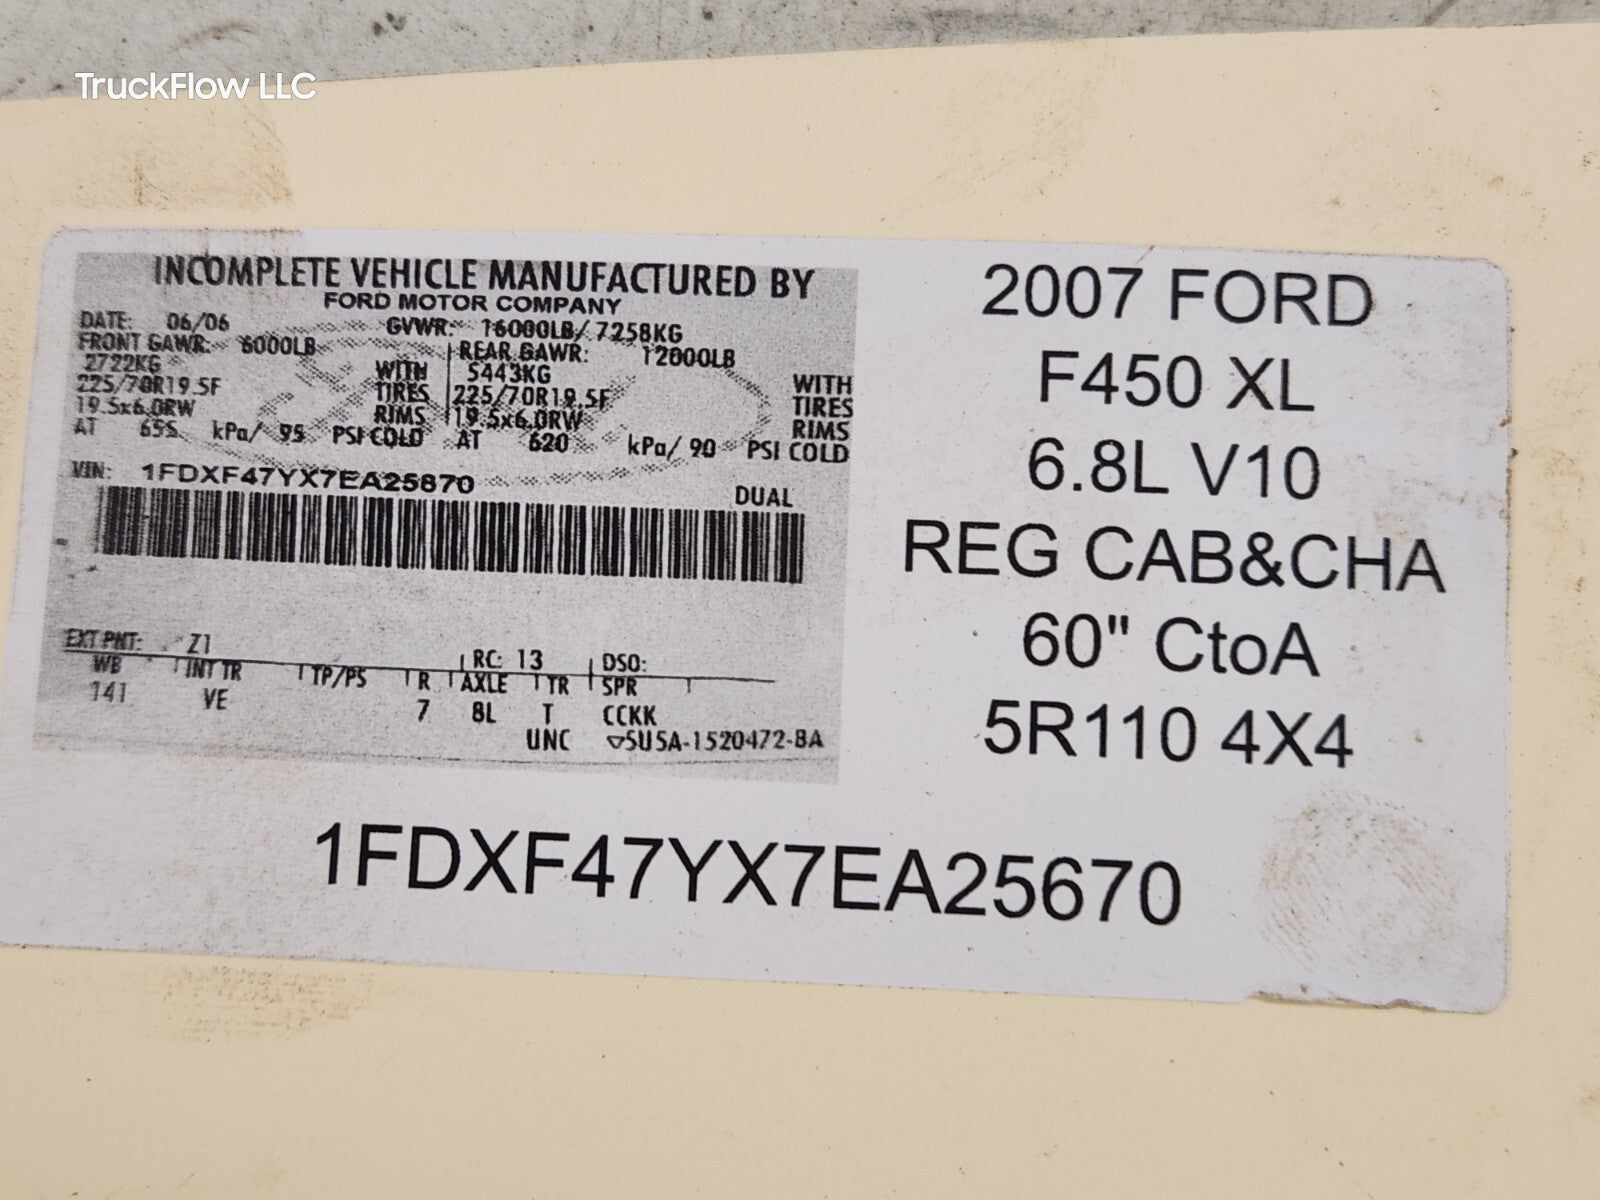 TruckFlow LLC
INCOMPLETE VEHICLE MANUFACTURED BY
FORD MOTOR COMPANY
DATE: 06/06 GVWR: 16000LB/ 7258KG
FRONT GAWR: 6000LB REAR GAWR: 12000LB
2722KG WITH 5443KG WITH
225/70R19.5F TIRES 225/70R19.5F TIRES
19.5x6.0RW RIMS 19.5x6.0RW RIMS
AT 655 kPa/ 95 PSI COLD AT 620 kPa/ 90 PSI COLD
VIN: 1FDXF47YX7EA25670
DUAL
EXT PNT: Z1 RC: 13 DSO:
WB INT TR TP/PS R AXLE TR SPR
141 VE 7 8L T CCKK
UNC ▽5U5A-1520472-BA
2007 FORD
F450 XL
6.8L V10
REG CAB&CHA
60" CtoA
5R110 4X4
1FDXF47YX7EA25670